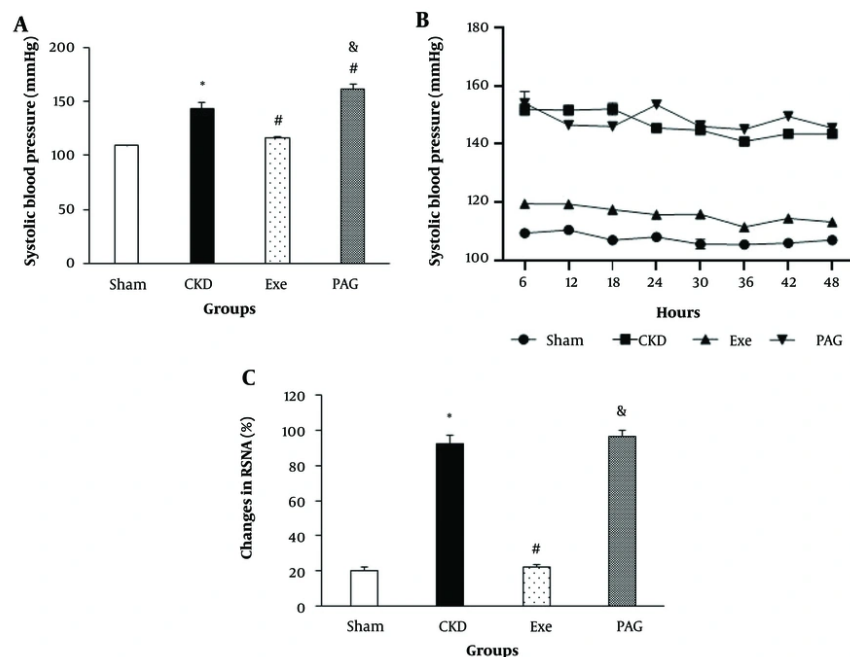 A
Systolic blood pressure (mmHg)
200
150
100
50
0
*
#
&
#
Sham CKD Exe PAG
Groups
B
Systolic blood pressure (mmHg)
180
160
140
120
100
6 12 18 24 30 36 42 48
Hours
Sham CKD Exe PAG
C
Changes in RSNA (%)
120
100
80
60
40
20
0
*
#
&
Sham CKD Exe PAG
Groups